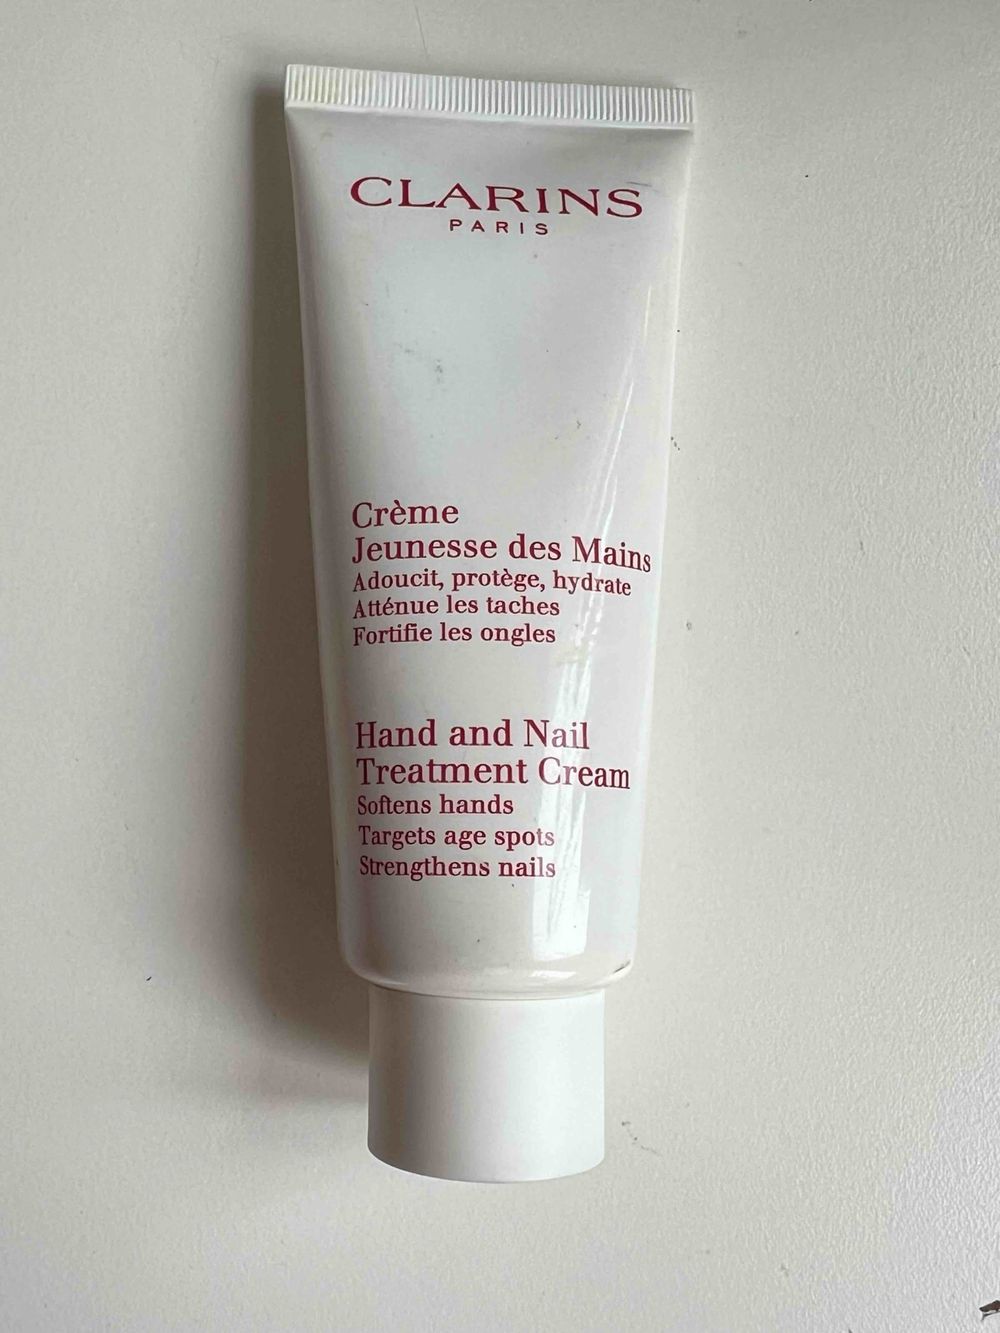 CLARINS
PARIS
Crème
Jeunesse des Mains
Adoucit, protège, hydrate
Atténue les taches
Fortifie les ongles
Hand and Nail
Treatment Cream
Softens hands
Targets age spots
Strengthens nails